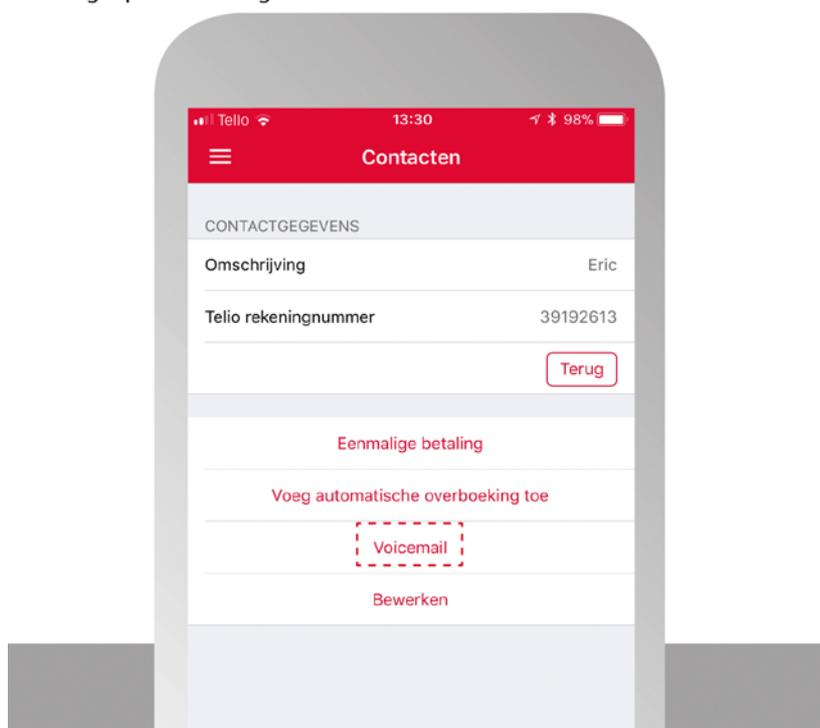 Tello 13:30 98%
Contacten
CONTACTGEGEVENS
Omschrijving Eric
Telio rekeningnummer 39192613
Terug
Eenmalige betaling
Voeg automatische overboeking toe
Voicemail
Bewerken